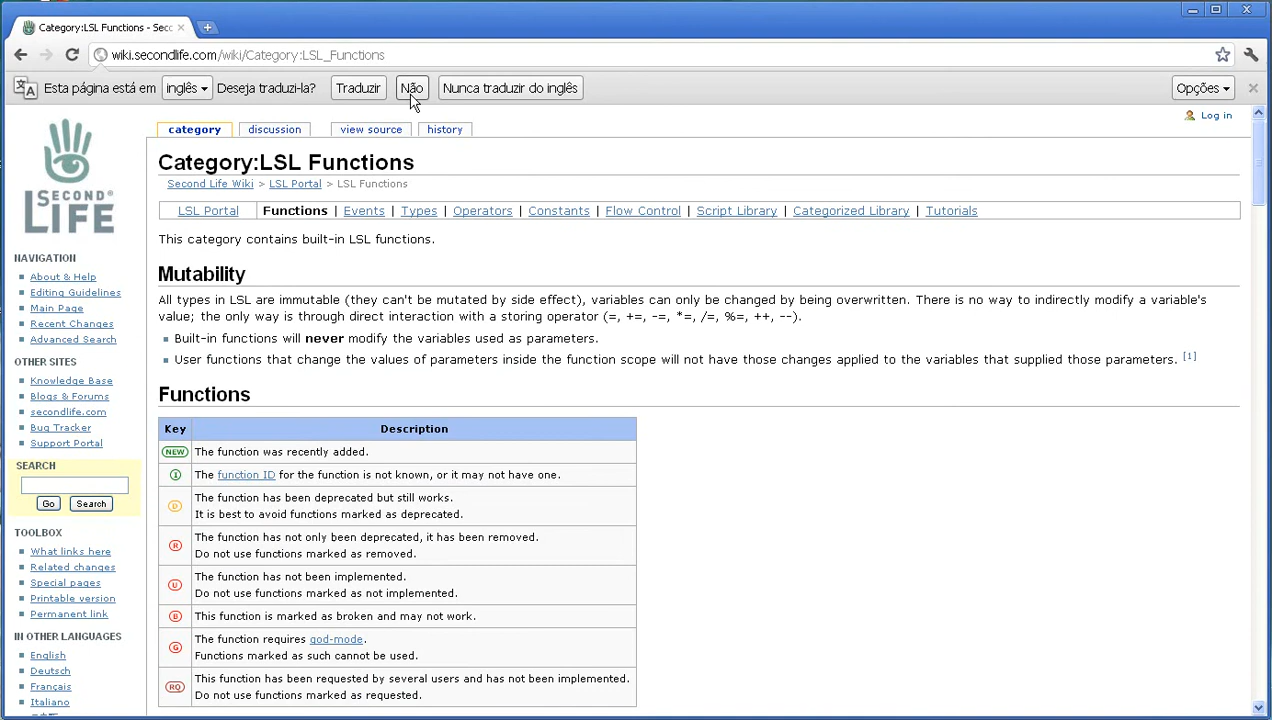 Category:LSL Functions - Seco
wiki.secondlife.com/wiki/Category:LSL_Functions
Esta página está em inglês Deseja traduzi-la? Traduzir Não Nunca traduzir do inglês Opções
Log in
category discussion view source history
SECOND LIFE
Category:LSL Functions
Second Life Wiki > LSL Portal > LSL Functions
LSL Portal Functions | Events | Types | Operators | Constants | Flow Control | Script Library | Categorized Library | Tutorials
This category contains built-in LSL functions.
Mutability
All types in LSL are immutable (they can't be mutated by side effect), variables can only be changed by being overwritten. There is no way to indirectly modify a variable's
value; the only way is through direct interaction with a storing operator (=, +=, -=, *=, /=, %=, ++, --).
Built-in functions will never modify the variables used as parameters.
User functions that change the values of parameters inside the function scope will not have those changes applied to the variables that supplied those parameters. [1]
Functions
Key Description
NEW The function was recently added.
I The function ID for the function is not known, or it may not have one.
D The function has been deprecated but still works.
It is best to avoid functions marked as deprecated.
R The function has not only been deprecated, it has been removed.
Do not use functions marked as removed.
U The function has not been implemented.
Do not use functions marked as not implemented.
B This function is marked as broken and may not work.
G The function requires god-mode.
Functions marked as such cannot be used.
RQ This function has been requested by several users and has not been implemented.
Do not use functions marked as requested.
NAVIGATION
About & Help
Editing Guidelines
Main Page
Recent Changes
Advanced Search
OTHER SITES
Knowledge Base
Blogs & Forums
secondlife.com
Bug Tracker
Support Portal
SEARCH
Go Search
TOOLBOX
What links here
Related changes
Special pages
Printable version
Permanent link
IN OTHER LANGUAGES
English
Deutsch
Français
Italiano